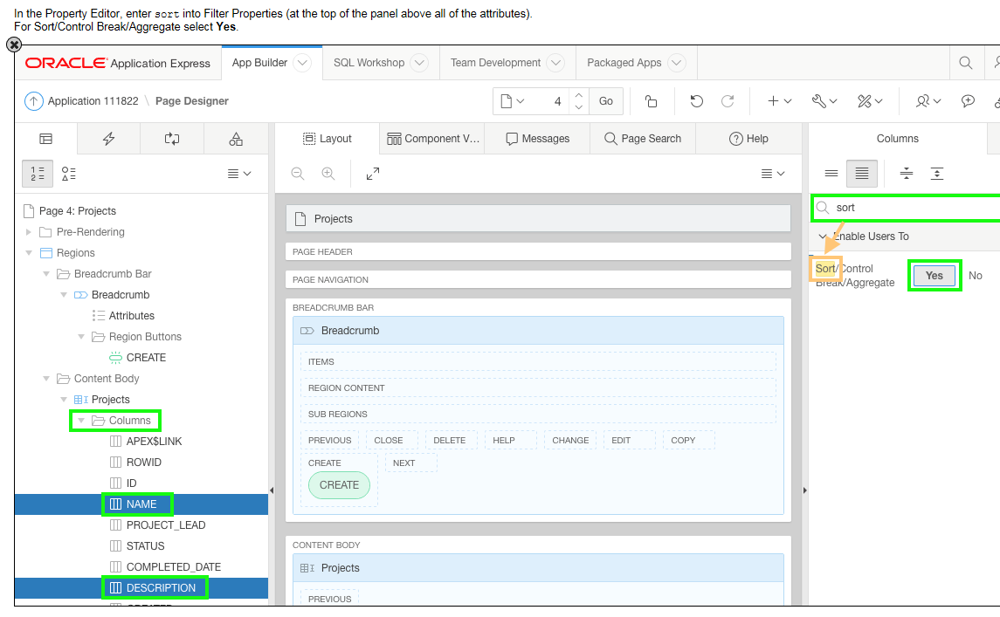 In the Property Editor, enter sort into Filter Properties (at the top of the panel above all of the attributes).
For Sort/Control Break/Aggregate select Yes.
ORACLE Application Express
App Builder
SQL Workshop
Team Development
Packaged Apps
Application 111822 \ Page Designer
4
Go
Layout
Component V...
Messages
Page Search
Help
Columns
Page 4: Projects
Pre-Rendering
Regions
Breadcrumb Bar
Breadcrumb
Attributes
Region Buttons
CREATE
Content Body
Projects
Columns
APEX$LINK
ROWID
ID
NAME
PROJECT_LEAD
STATUS
COMPLETED_DATE
DESCRIPTION
Projects
PAGE HEADER
PAGE NAVIGATION
BREADCRUMB BAR
Breadcrumb
ITEMS
REGION CONTENT
SUB REGIONS
PREVIOUS
CLOSE
DELETE
HELP
CHANGE
EDIT
COPY
CREATE
NEXT
CREATE
CONTENT BODY
Projects
PREVIOUS
sort
Enable Users To
Sort/Control
Break/Aggregate
Yes
No